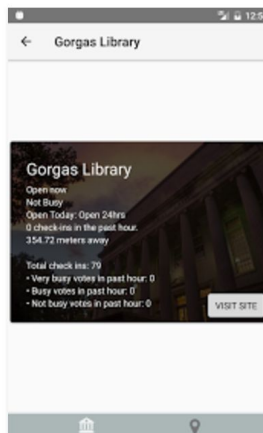 12:5
Gorgas Library
Gorgas Library
Open now
Not Busy
Open Today: Open 24hrs
0 check-ins in the past hour.
354.72 meters away
Total check ins: 79
• Very busy votes in past hour: 0
• Busy votes in past hour: 0
• Not busy votes in past hour: 0
VISIT SITE